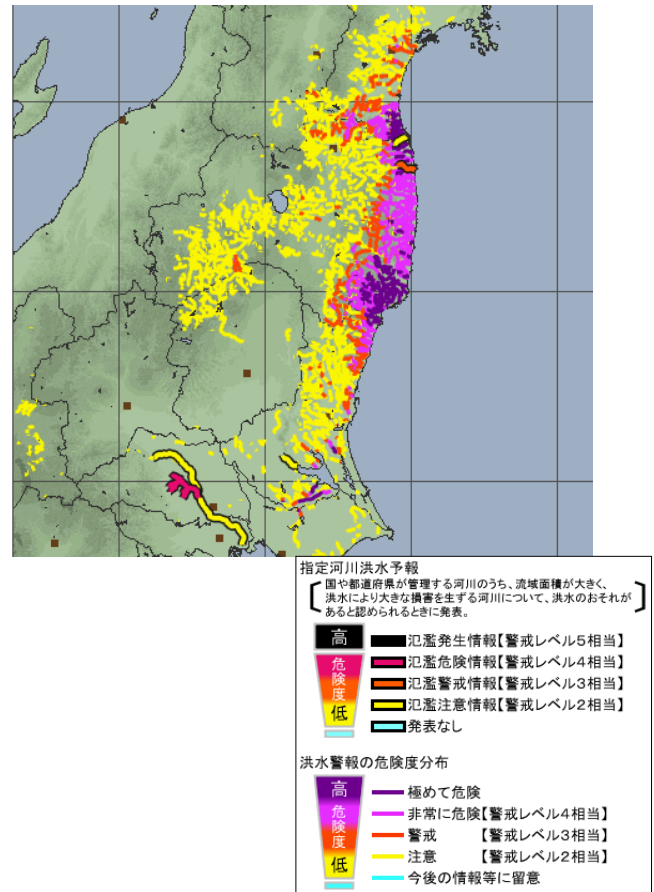 指定河川洪水予報
国や都道府県が管理する河川のうち、流域面積が大きく、
洪水により大きな損害を生ずる河川について、洪水のおそれが
あると認められるときに発表。
高
危険度
低
氾濫発生情報【警戒レベル5相当】
氾濫危険情報【警戒レベル4相当】
氾濫警戒情報【警戒レベル3相当】
氾濫注意情報【警戒レベル2相当】
発表なし
洪水警報の危険度分布
高
危険度
低
極めて危険
非常に危険【警戒レベル4相当】
警戒 【警戒レベル3相当】
注意 【警戒レベル2相当】
今後の情報等に留意